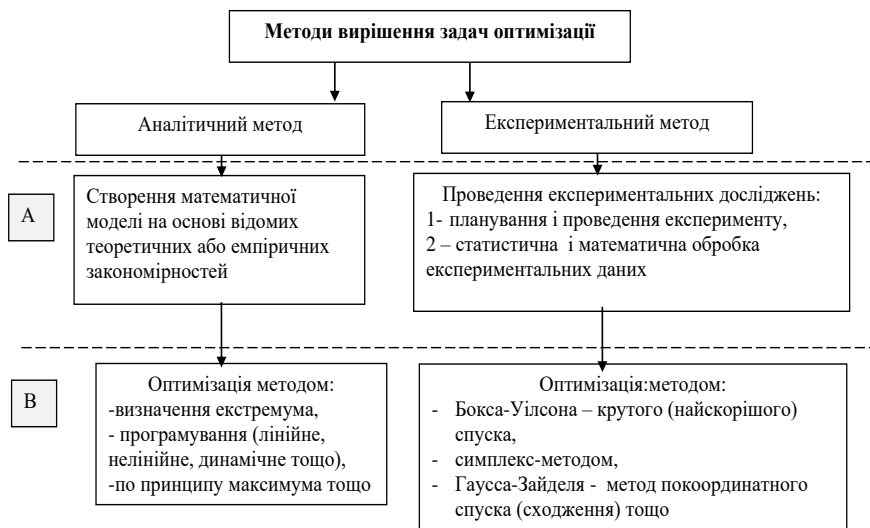 Методи вирішення задач оптимізації
Аналітичний метод
Експериментальний метод
А
Створення математичної
моделі на основі відомих
теоретичних або емпіричних
закономірностей
Проведення експериментальних досліджень:
1- планування і проведення експерименту,
2 – статистична і математична обробка
експериментальних даних
В
Оптимізація методом:
-визначення екстремума,
- програмування (лінійне,
нелінійне, динамічне тощо),
-по принципу максимума тощо
Оптимізація:методом:
- Бокса-Уілсона – крутого (найскорішого)
спуска,
- симплекс-методом,
- Гаусса-Зайделя - метод покоординатного
спуска (сходження) тощо